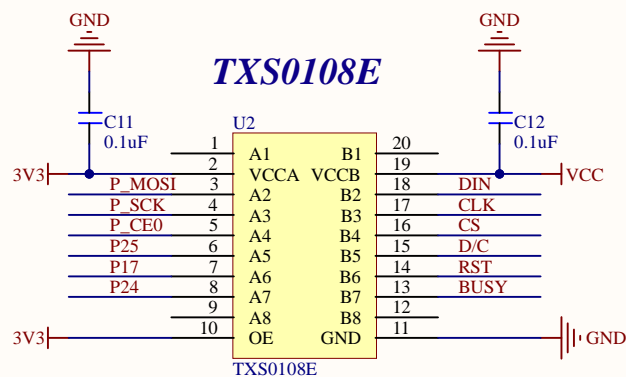 GND GND
TXS0108E
C11 C12
0.1uF 0.1uF
U2
1 A1 B1 20
3V3 2 VCCA VCCB 19 VCC
P_MOSI 3 A2 B2 18 DIN
P_SCK 4 A3 B3 17 CLK
P_CE0 5 A4 B4 16 CS
P25 6 A5 B5 15 D/C
P17 7 A6 B6 14 RST
P24 8 A7 B7 13 BUSY
9 A8 B8 12
3V3 10 OE GND 11 GND
TXS0108E